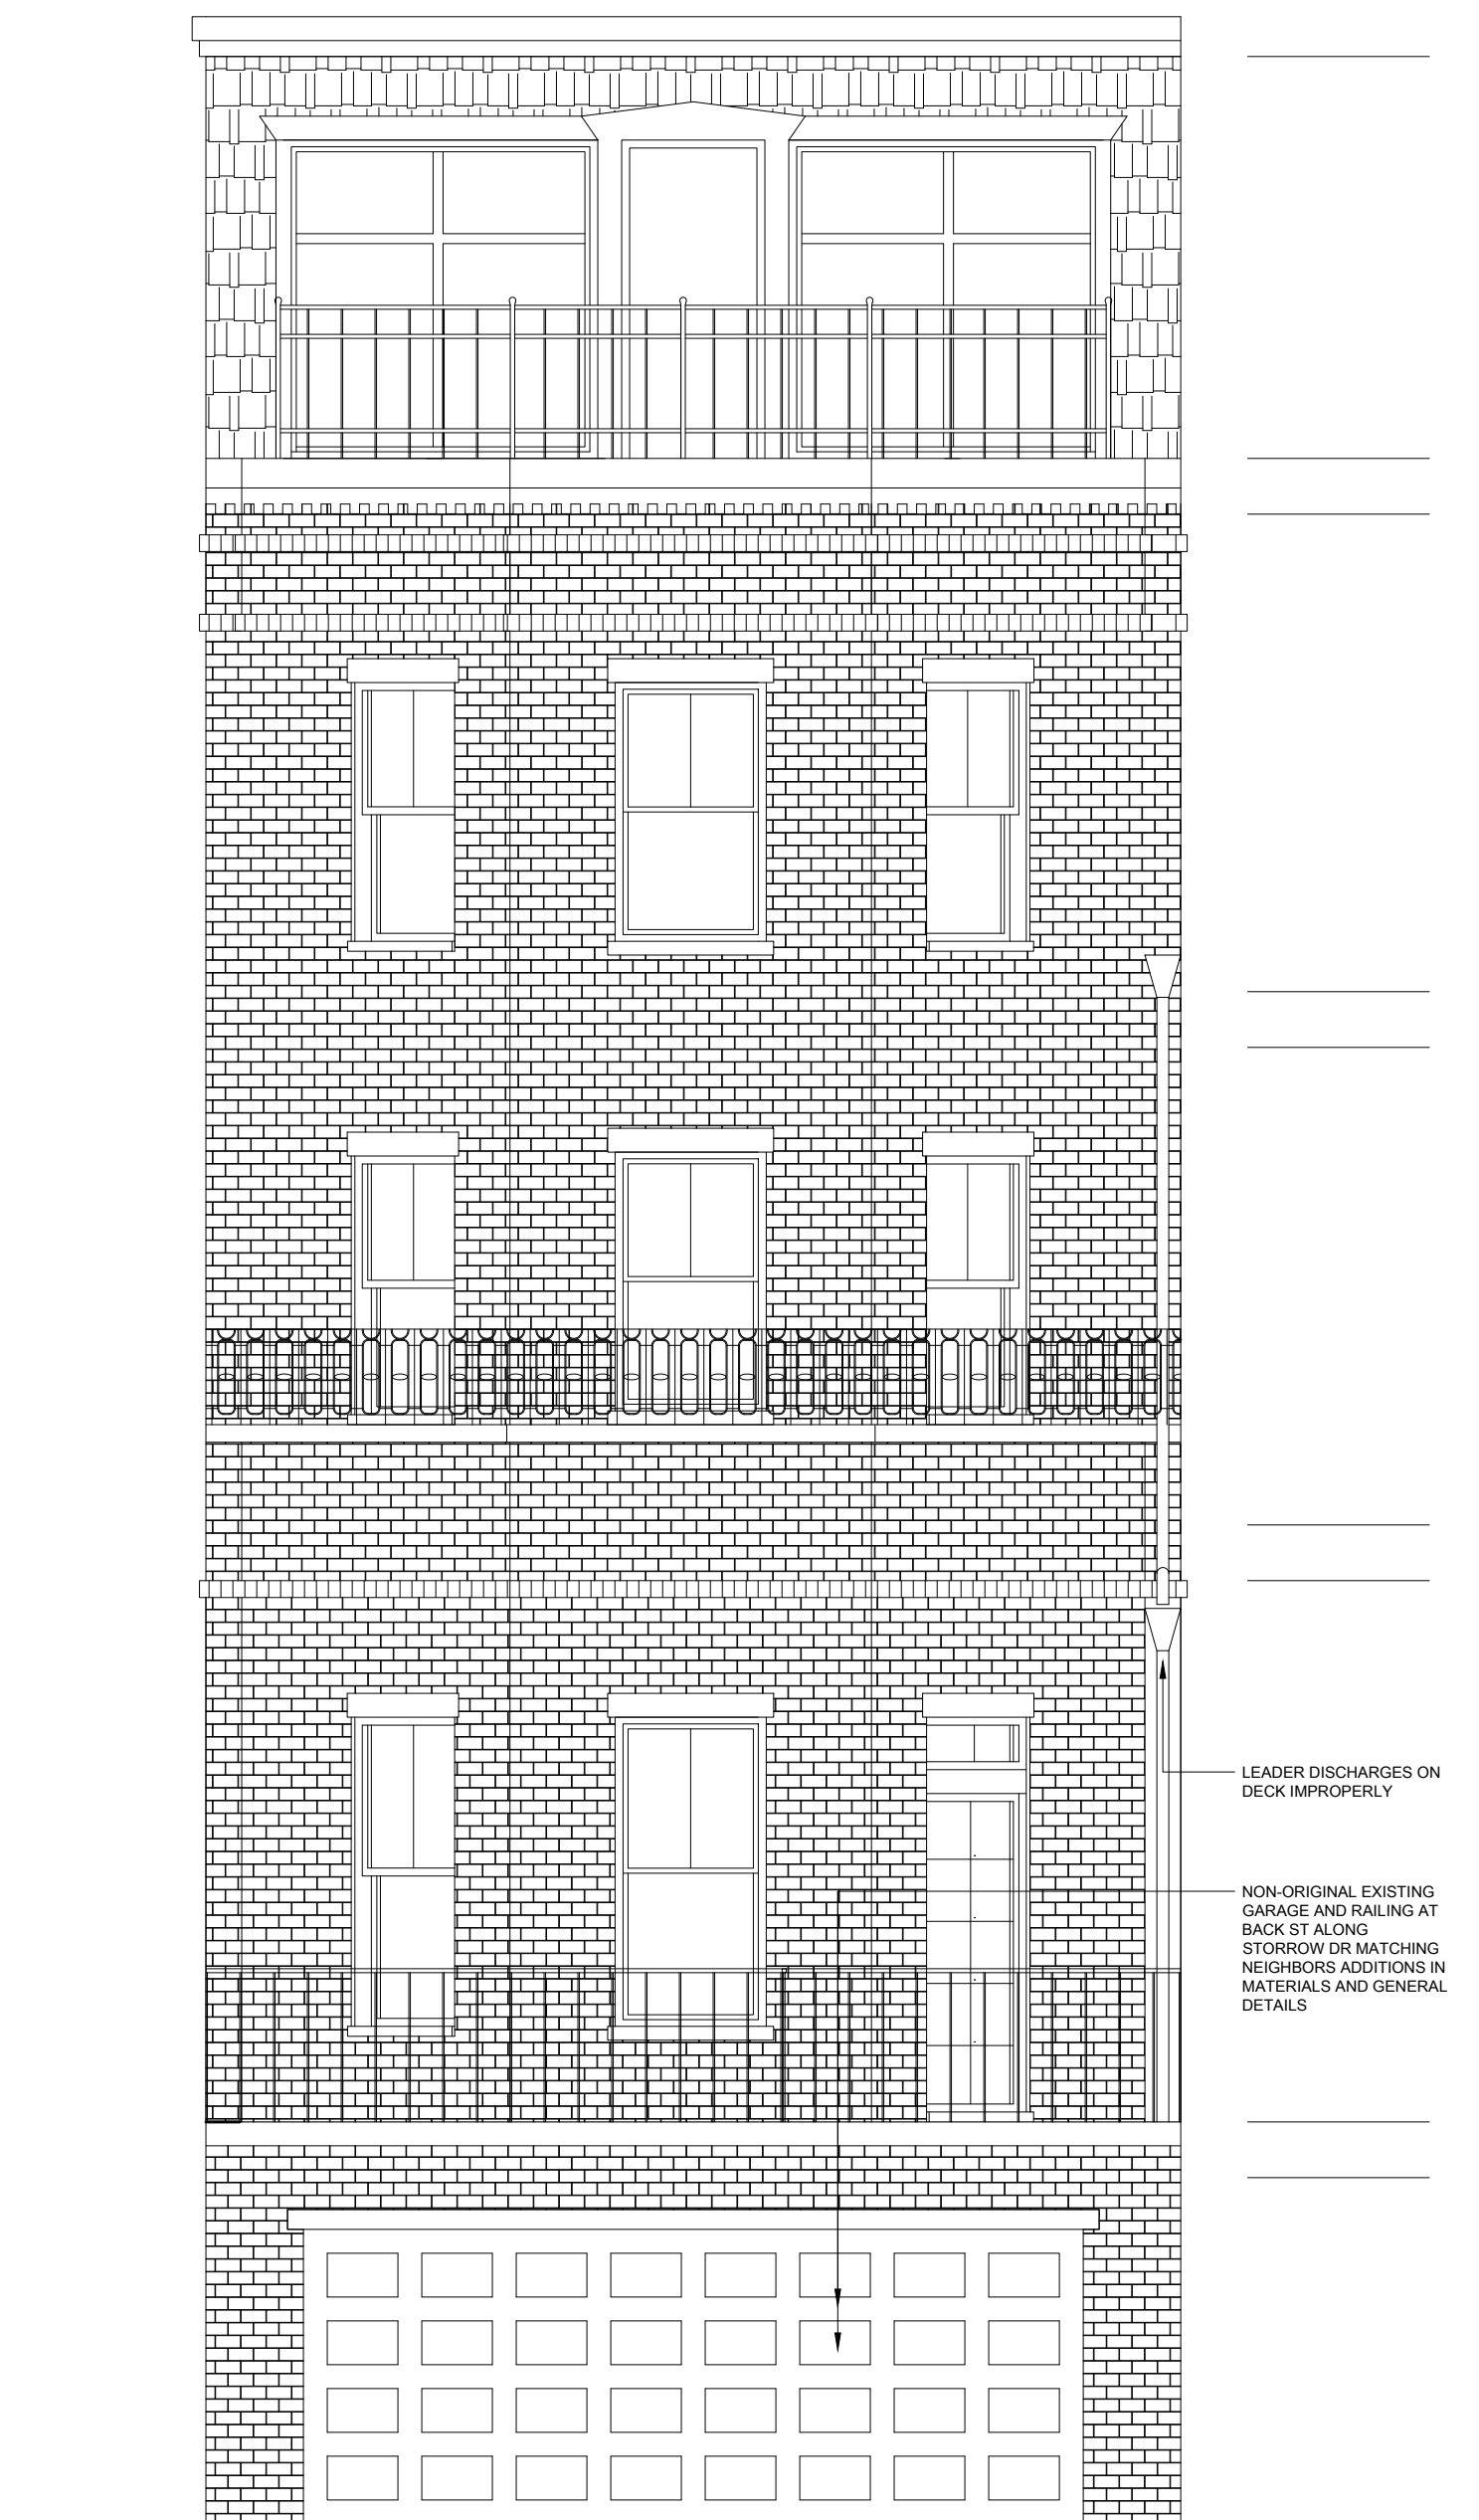 LEADER DISCHARGES ON
DECK IMPROPERLY
NON-ORIGINAL EXISTING
GARAGE AND RAILING AT
BACK ST ALONG
STORROW DR MATCHING
NEIGHBORS ADDITIONS IN
MATERIALS AND GENERAL
DETAILS